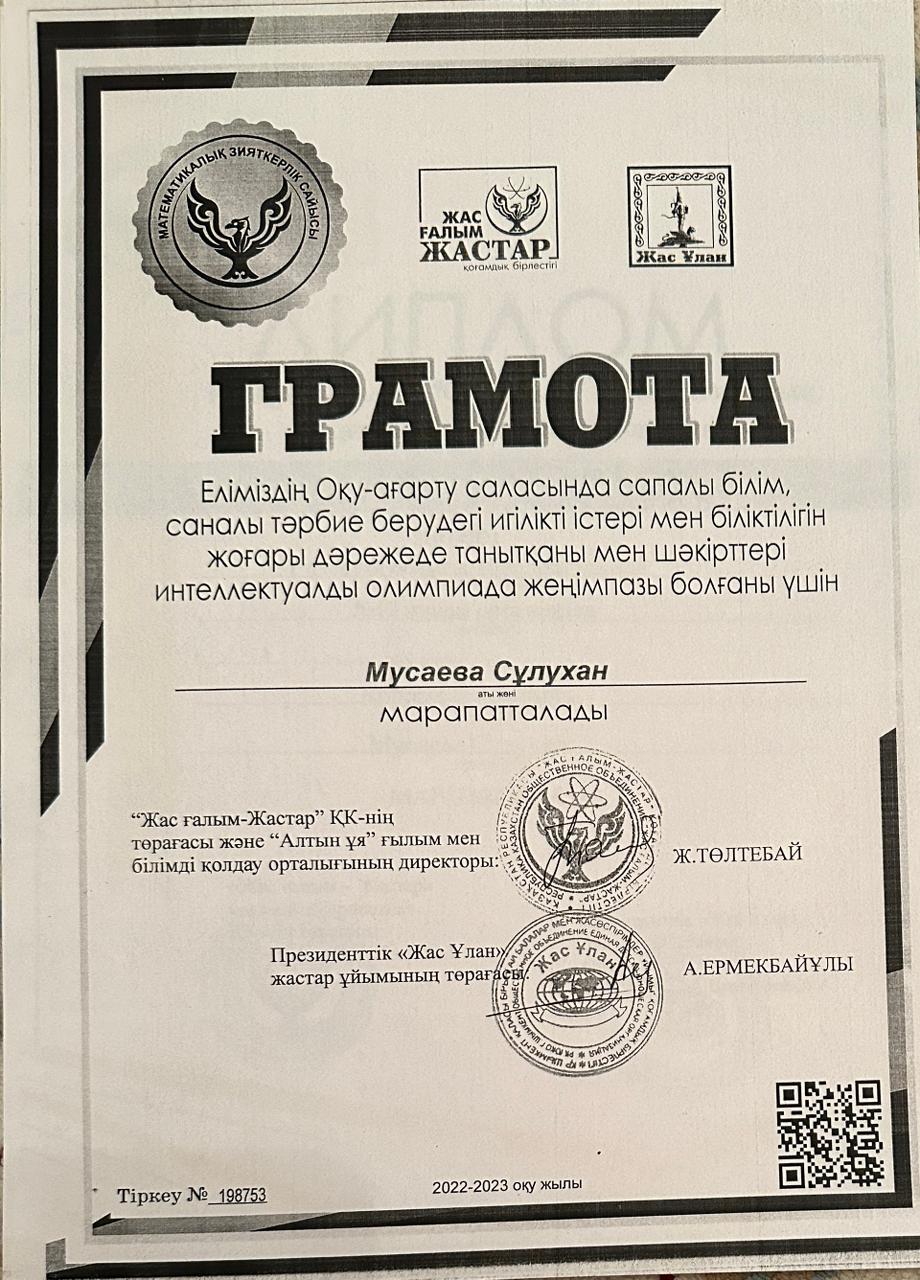 МАТЕМАТИКАЛЫҚ ЗИЯТКЕРЛІК САЙЫСЫ
ЖАС
ҒАЛЫМ
ЖАСТАР
қоғамдық бірлестігі
Жас Ұлан
ГРАМОТА
Еліміздің Оқу-ағарту саласында сапалы білім,
саналы тәрбие берудегі игілікті істері мен біліктілігін
жоғары дәрежеде танытқаны мен шәкірттері
интеллектуалды олимпиада жеңімпазы болғаны үшін
Мусаева Сұлухан
аты жөні
марапатталады
“Жас ғалым-Жастар” ҚК-нің
төрағасы және “Алтын ұя” ғылым мен
білімді қолдау орталығының директоры:
Ж.ТӨЛТЕБАЙ
Президенттік «Жас Ұлан»
жастар ұйымының төрағасы:
А.ЕРМЕКБАЙҰЛЫ
Жас Ұлан
Тіркеу № 198753
2022-2023 оқу жылы